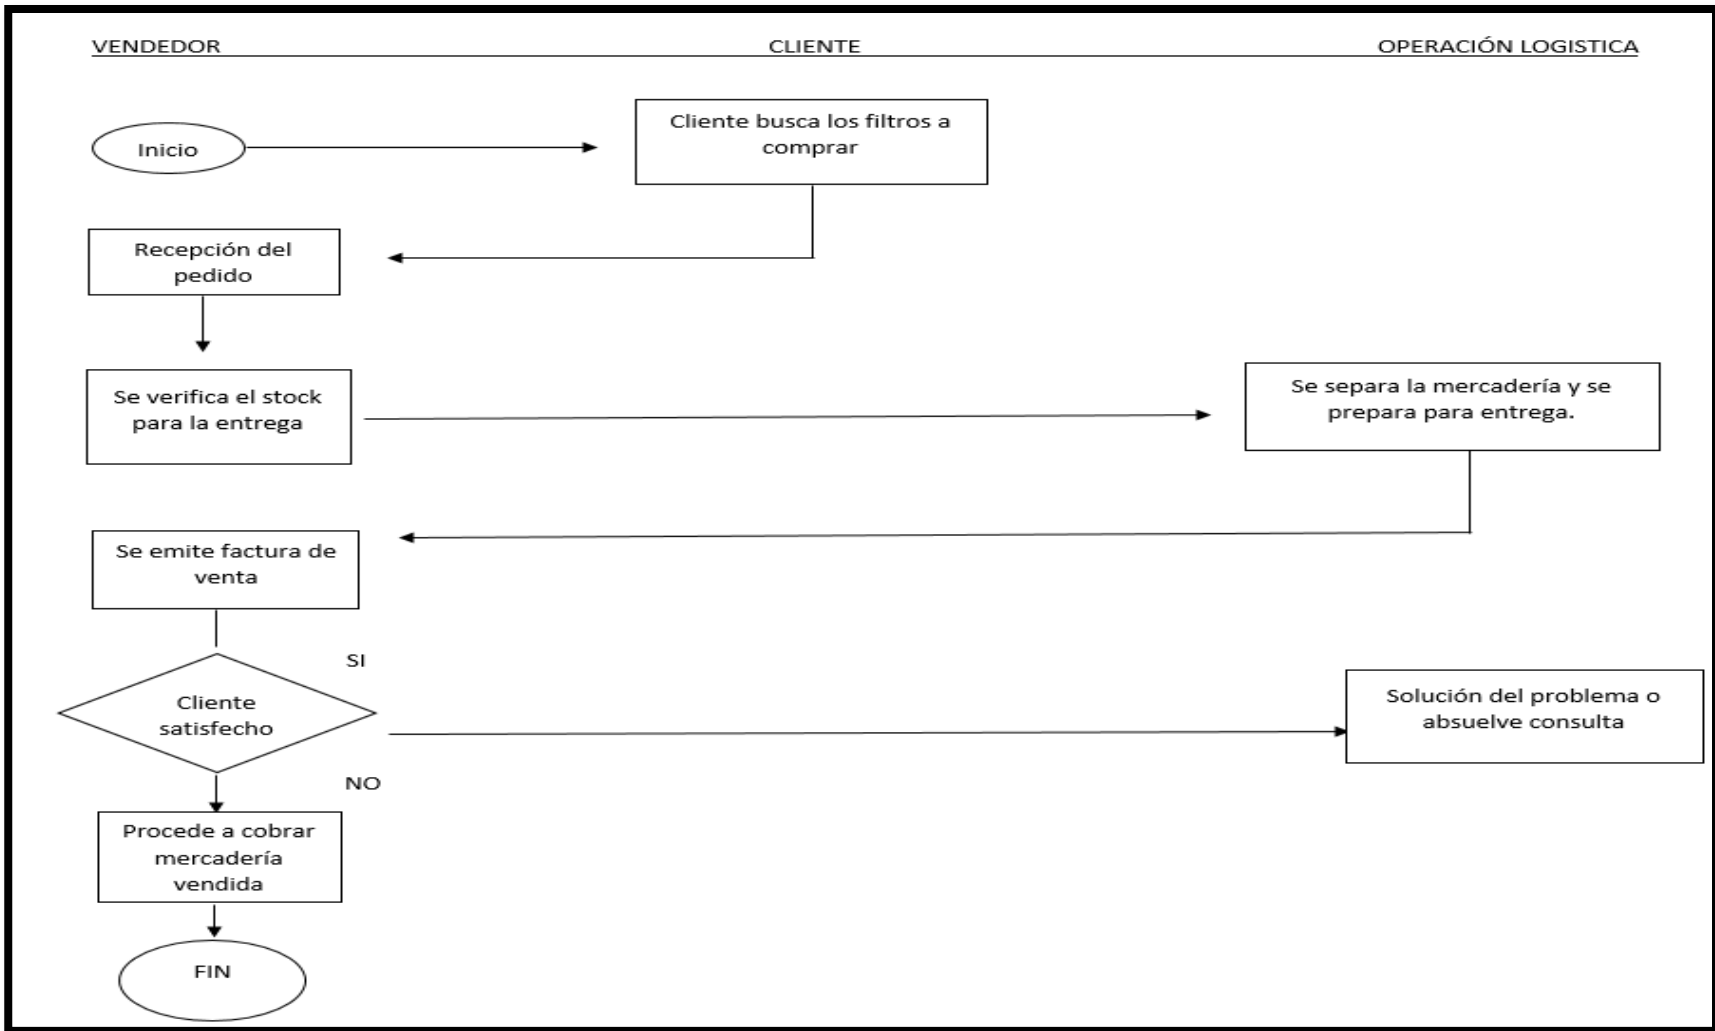 VENDEDOR CLIENTE OPERACIÓN LOGISTICA
Inicio
Cliente busca los filtros a
comprar
Recepción del
pedido
Se verifica el stock
para la entrega
Se separa la mercadería y se
prepara para entrega.
Se emite factura de
venta
SI
Cliente
satisfecho
Solución del problema o
absuelve consulta
NO
Procede a cobrar
mercadería
vendida
FIN